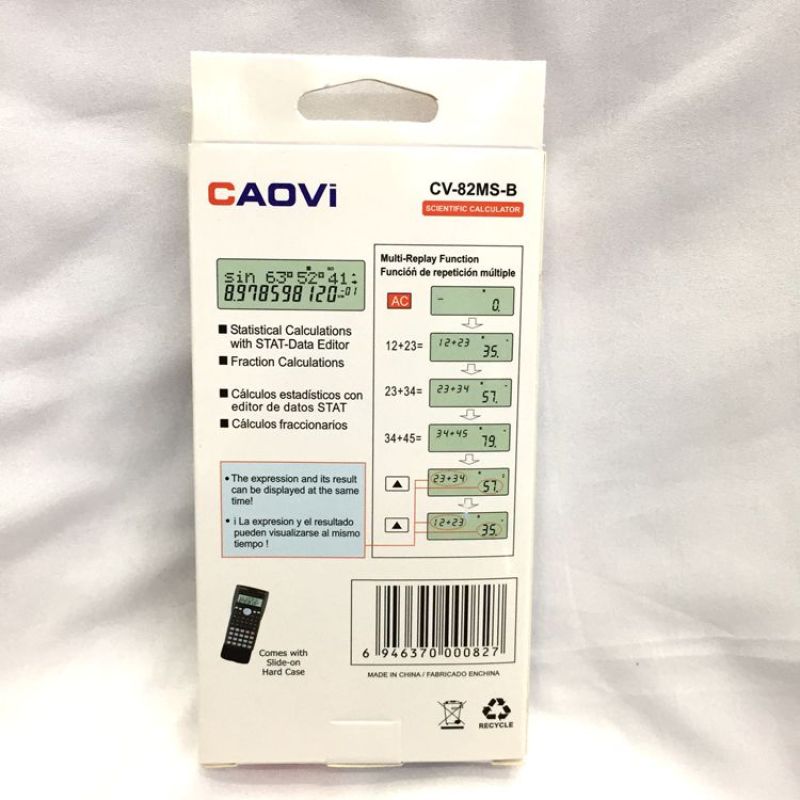 CAOVi
CV-82MS-B
SCIENTIFIC CALCULATOR
sin 63°52°41
8.978598120-01
Statistical Calculations
with STAT-Data Editor
Fraction Calculations
Cálculos estadísticos con
editor de datos STAT
Cálculos fraccionarios
Multi-Replay Function
Función de repetición múltiple
AC
0.
12+23=
12+23
35.
23+34=
23+34
57.
34+45=
34+45
79.
23+34
57.
12+23
35.
The expression and its result
can be displayed at the same
time!
¡ La expresion y el resultado
pueden visualizarse al mismo
tiempo !
Comes with
Slide-on
Hard Case
6 946370 000827
MADE IN CHINA / FABRICADO ENCHINA
RECYCLE